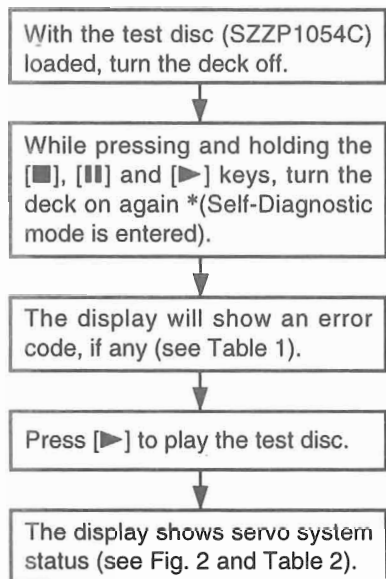 With the test disc (SZZP1054C)
loaded, turn the deck off.
While pressing and holding the
[■], [❚❚] and [▶] keys, turn the
deck on again *(Self-Diagnostic
mode is entered).
The display will show an error
code, if any (see Table 1).
Press [▶] to play the test disc.
The display shows servo system
status (see Fig. 2 and Table 2).